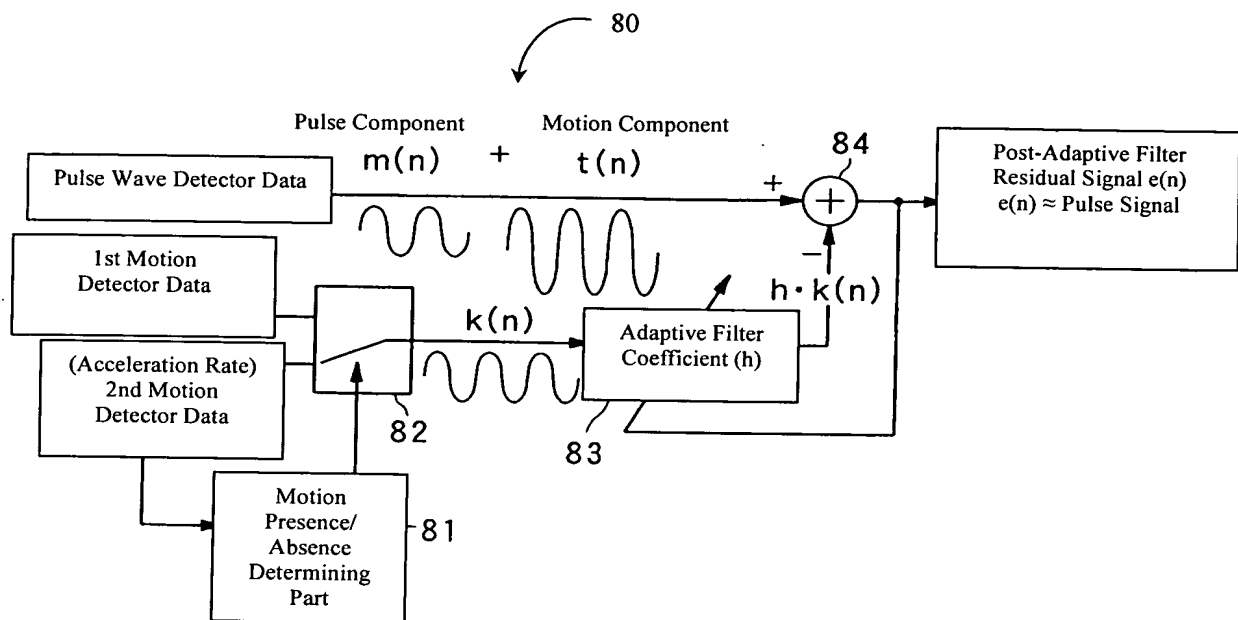 80
Pulse Component
Motion Component
m(n) + t(n)
84
Pulse Wave Detector Data
+
+
−
Post-Adaptive Filter
Residual Signal e(n)
e(n) ≈ Pulse Signal
1st Motion
Detector Data
(Acceleration Rate)
2nd Motion
Detector Data
k(n)
82
Adaptive Filter
Coefficient (h)
h·k(n)
83
Motion
Presence/
Absence
Determining
Part
81